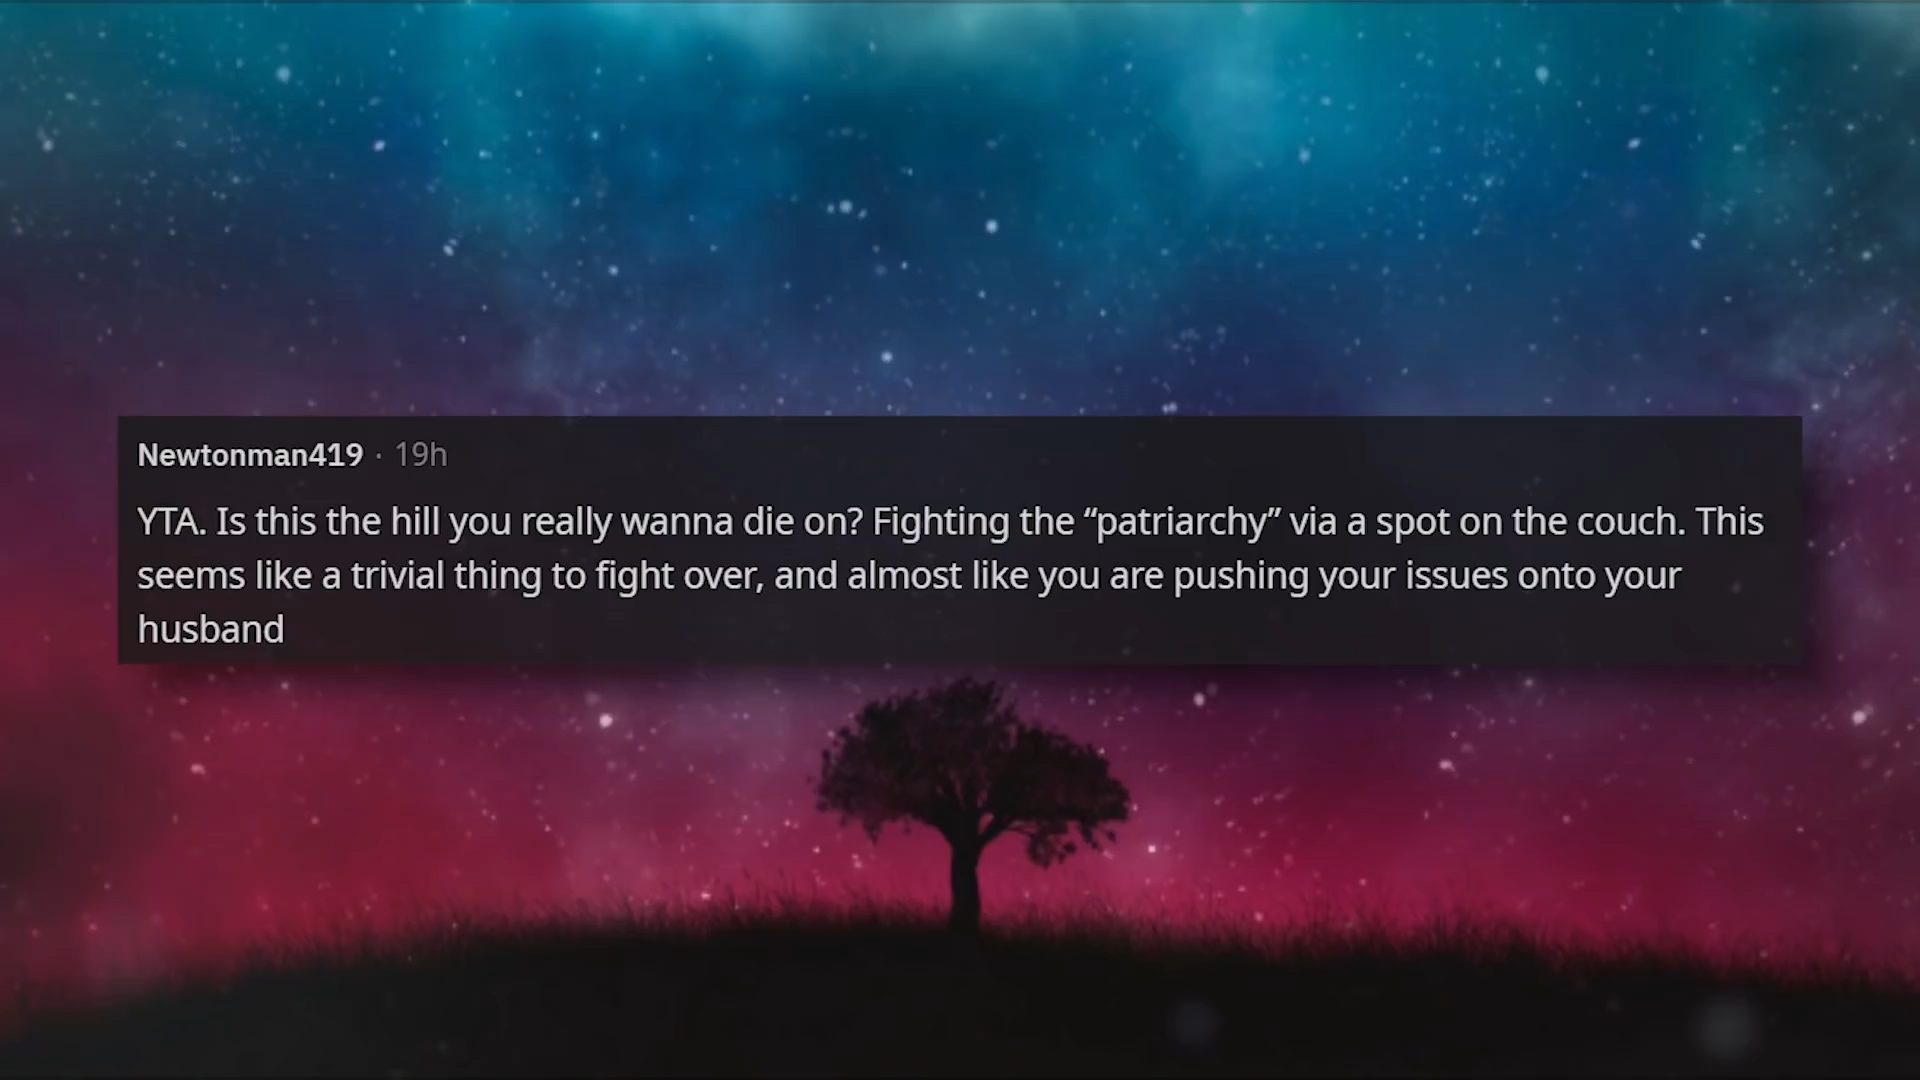 Newtonman419 · 19h
YTA. Is this the hill you really wanna die on? Fighting the “patriarchy” via a spot on the couch. This
seems like a trivial thing to fight over, and almost like you are pushing your issues onto your
husband